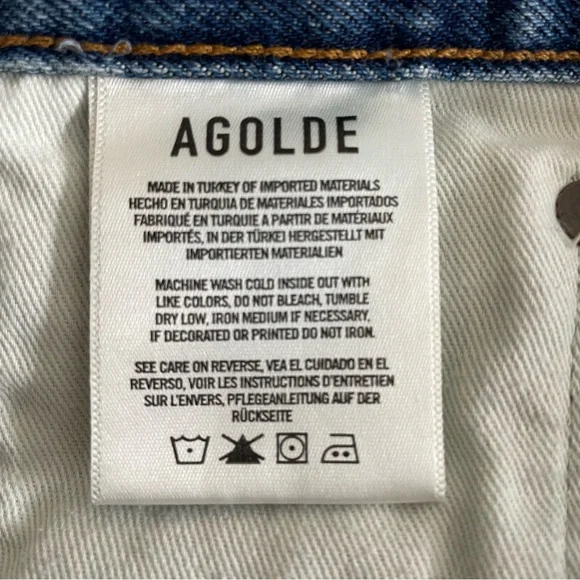 AGOLDE
MADE IN TURKEY OF IMPORTED MATERIALS
HECHO EN TURQUIA DE MATERIALES IMPORTADOS
FABRIQUÉ EN TURQUIE A PARTIR DE MATÉRIAUX
IMPORTÉS, IN DER TÜRKEI HERGESTELLT MIT
IMPORTIERTEN MATERIALIEN
MACHINE WASH COLD INSIDE OUT WITH
LIKE COLORS, DO NOT BLEACH, TUMBLE
DRY LOW, IRON MEDIUM IF NECESSARY,
IF DECORATED OR PRINTED DO NOT IRON.
SEE CARE ON REVERSE, VEA EL CUIDADO EN EL
REVERSO, VOIR LES INSTRUCTIONS D'ENTRETIEN
SUR L'ENVERS, PFLEGEANLEITUNG AUF DER
RÜCKSEITE